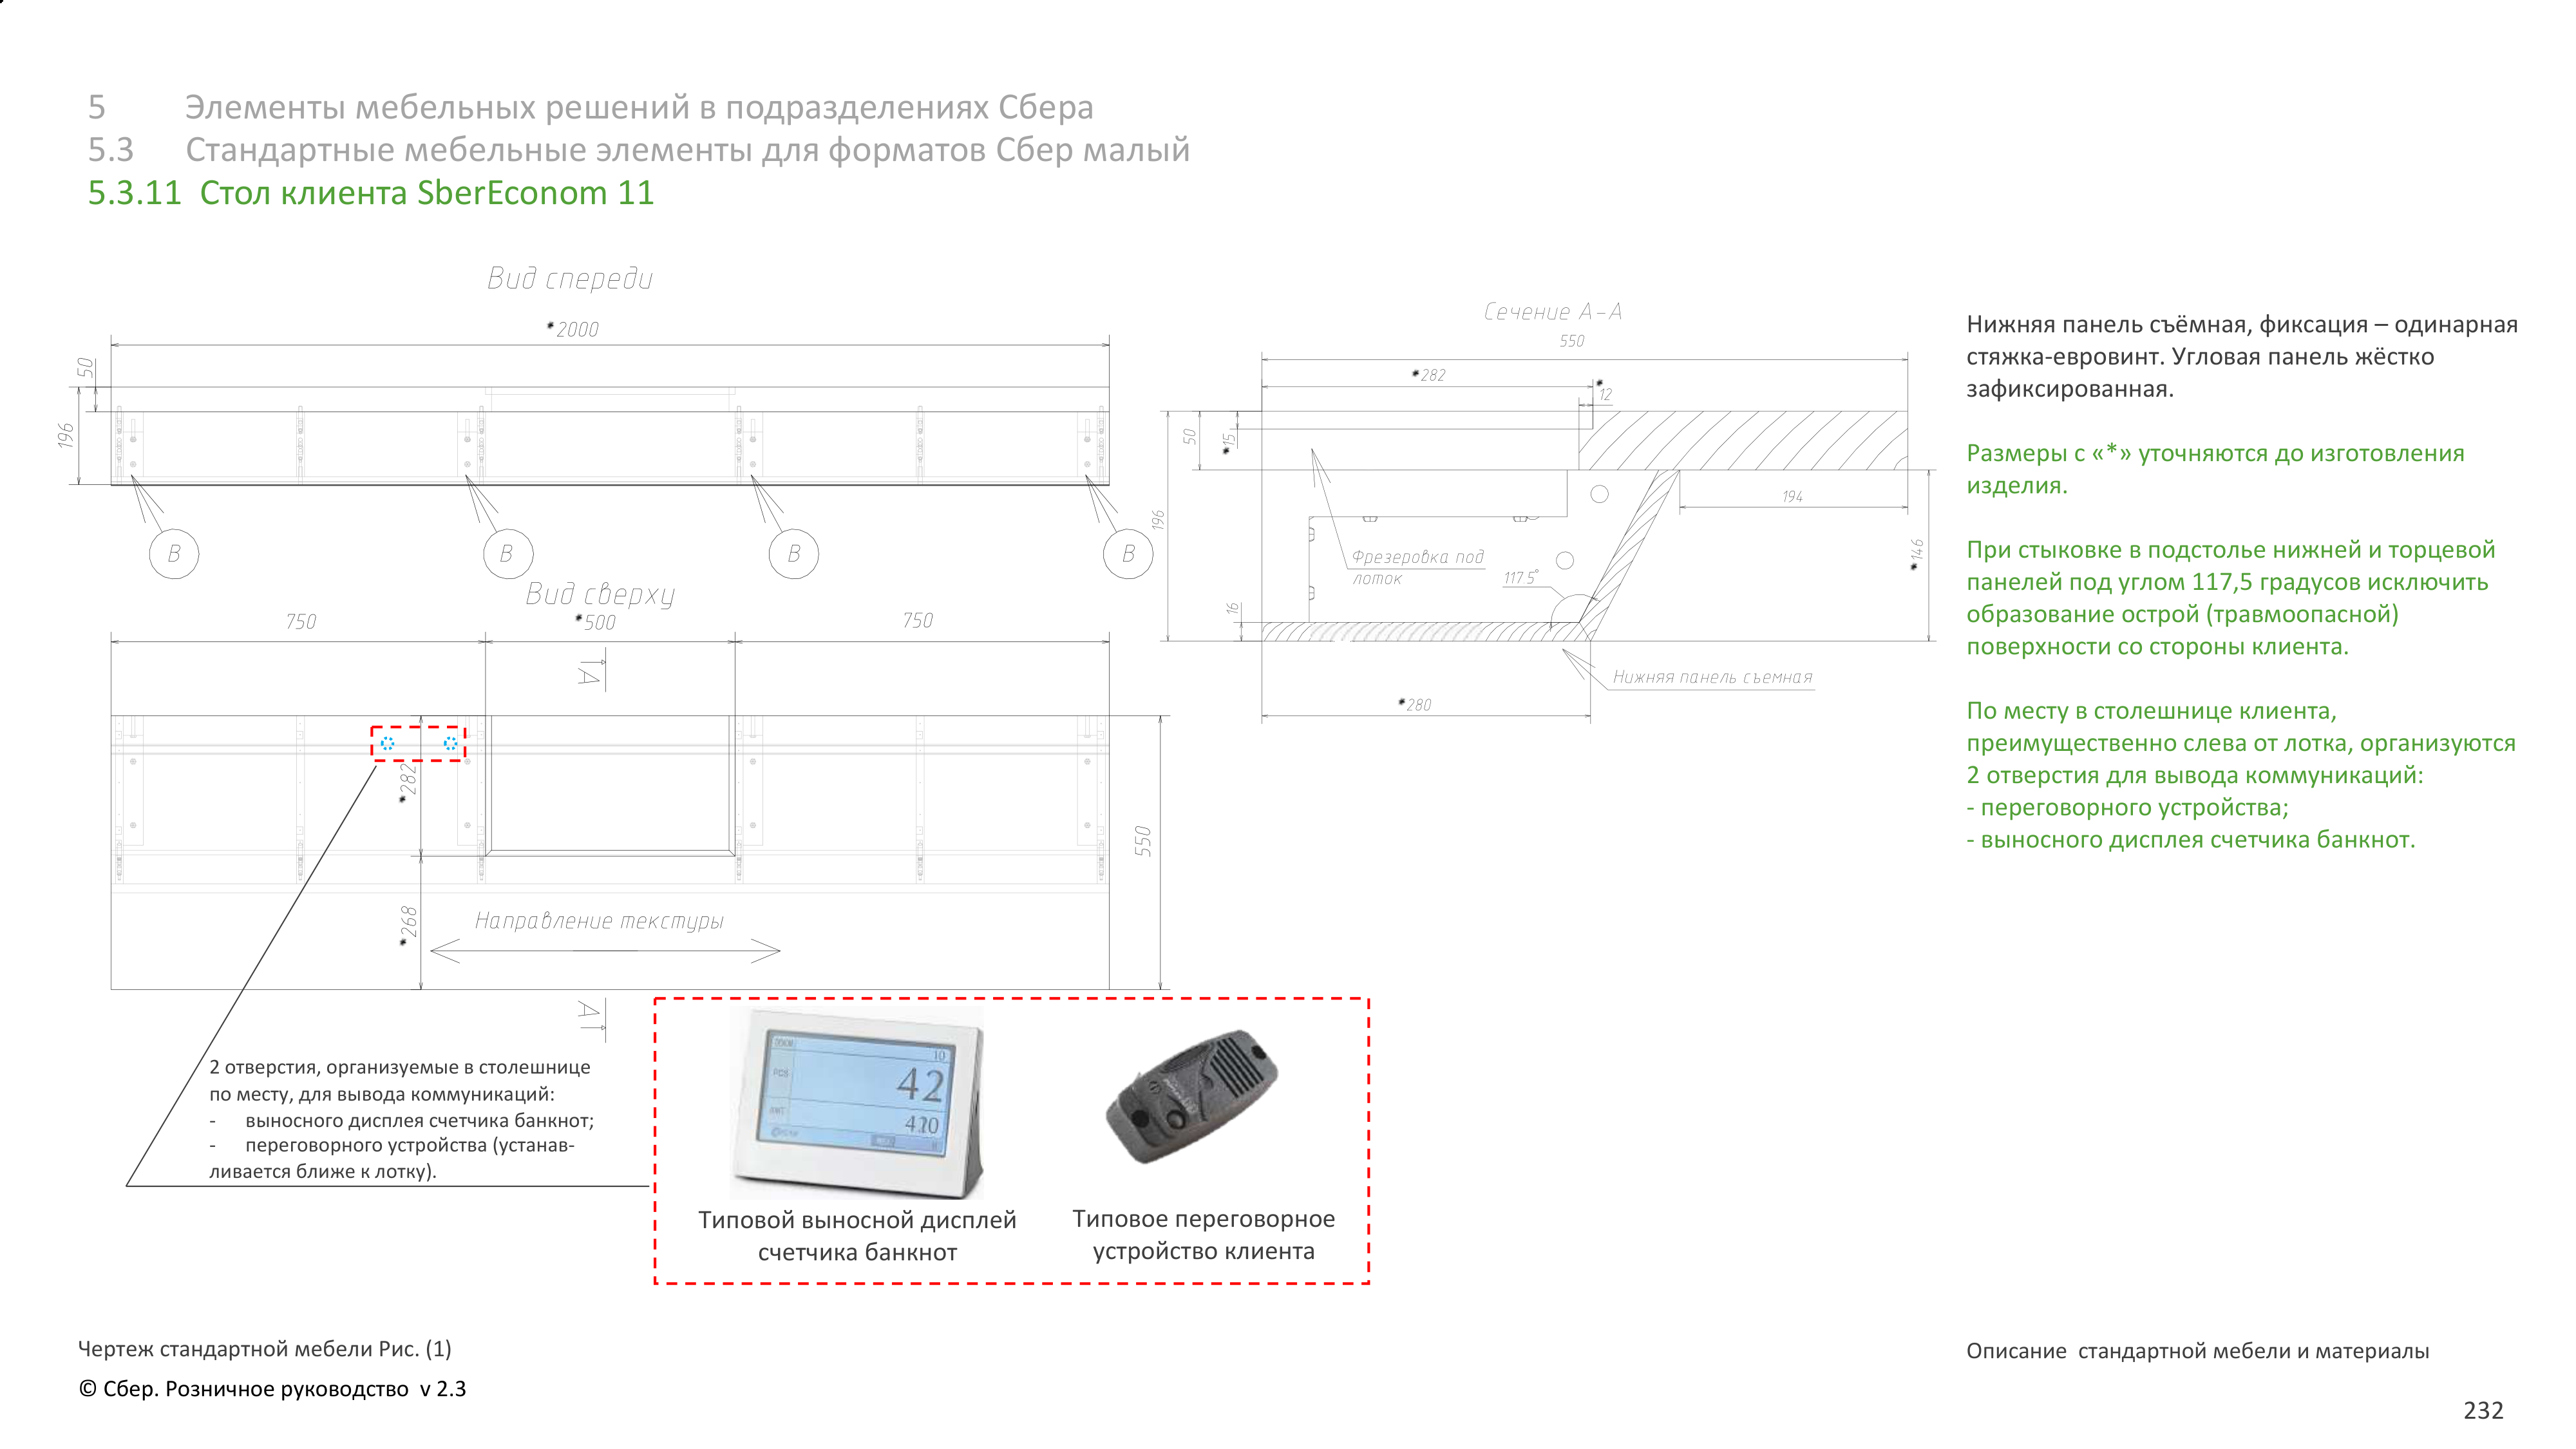 5 Элементы мебельных решений в подразделениях Сбера
5.3 Стандартные мебельные элементы для форматов Сбер малый
5.3.11 Стол клиента SberEconom 11
Вид спереди
*2000
50
196
В
В
В
В
Вид сверху
750
*500
750
А
*282
*268
550
Направление текстуры
А
2 отверстия, организуемые в столешнице
по месту, для вывода коммуникаций:
- выносного дисплея счетчика банкнот;
- переговорного устройства (устанав-
ливается ближе к лотку).
Сечение А-А
550
*282
*12
50
*15
196
194
*146
Фрезеровка под
лоток
117.5°
16
Нижняя панель съемная
*280
10
42
420
Типовой выносной дисплей
счетчика банкнот
Типовое переговорное
устройство клиента
Нижняя панель съёмная, фиксация – одинарная
стяжка-евровинт. Угловая панель жёстко
зафиксированная.
Размеры с «*» уточняются до изготовления
изделия.
При стыковке в подстолье нижней и торцевой
панелей под углом 117,5 градусов исключить
образование острой (травмоопасной)
поверхности со стороны клиента.
По месту в столешнице клиента,
преимущественно слева от лотка, организуются
2 отверстия для вывода коммуникаций:
- переговорного устройства;
- выносного дисплея счетчика банкнот.
Чертеж стандартной мебели Рис. (1)
Описание стандартной мебели и материалы
© Сбер. Розничное руководство v 2.3
232